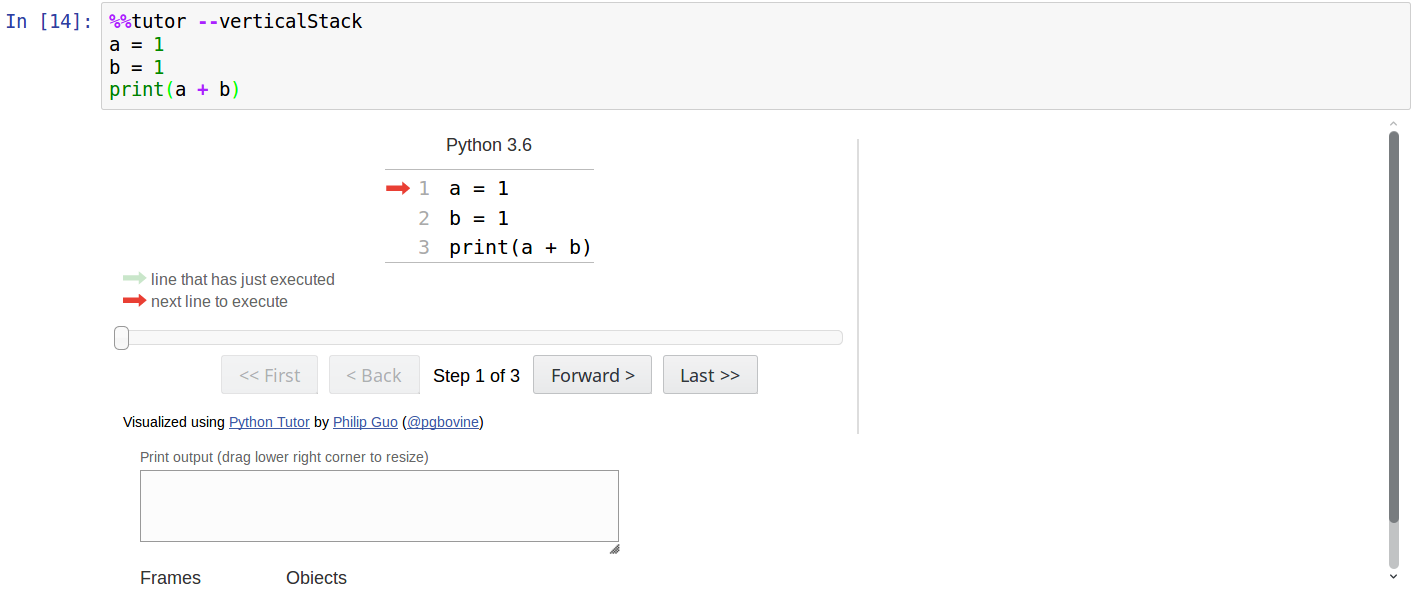 In [14]: %%tutor --verticalStack
a = 1
b = 1
print(a + b)
Python 3.6
1 a = 1
2 b = 1
3 print(a + b)
line that has just executed
next line to execute
<< First < Back Step 1 of 3 Forward > Last >>
Visualized using Python Tutor by Philip Guo (@pgbovine)
Print output (drag lower right corner to resize)
Frames Objects